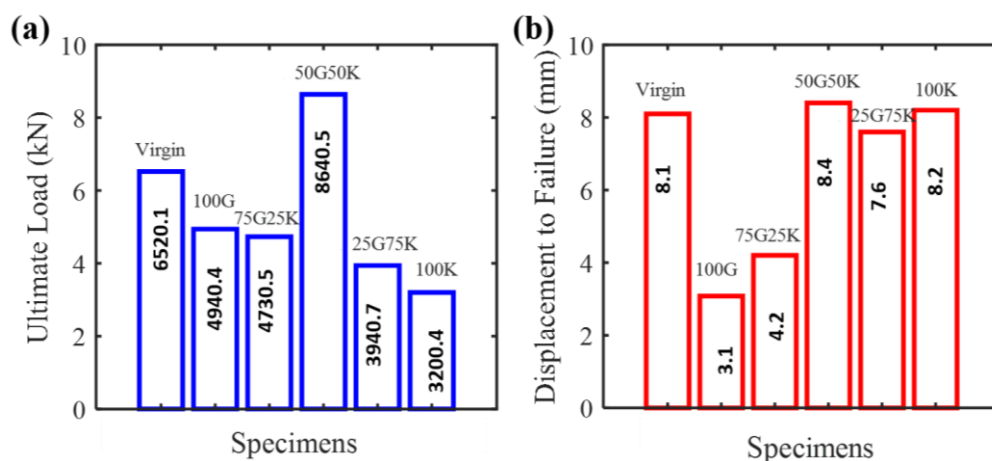 (a)
Ultimate Load (kN)
10
8
6
4
2
0
Virgin
100G
75G25K
50G50K
25G75K
100K
6520.1
4940.4
4730.5
8640.5
3940.7
3200.4
Specimens
(b)
Displacement to Failure (mm)
10
8
6
4
2
0
Virgin
100G
75G25K
50G50K
25G75K
100K
8.1
3.1
4.2
8.4
7.6
8.2
Specimens